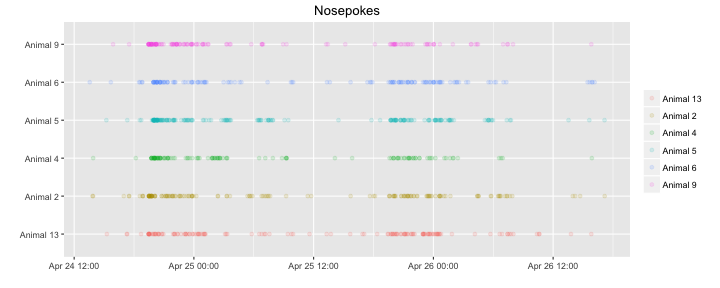 Nosepokes
Animal 9
Animal 6
Animal 5
Animal 4
Animal 2
Animal 13
Apr 24 12:00
Apr 25 00:00
Apr 25 12:00
Apr 26 00:00
Apr 26 12:00
Animal 13
Animal 2
Animal 4
Animal 5
Animal 6
Animal 9